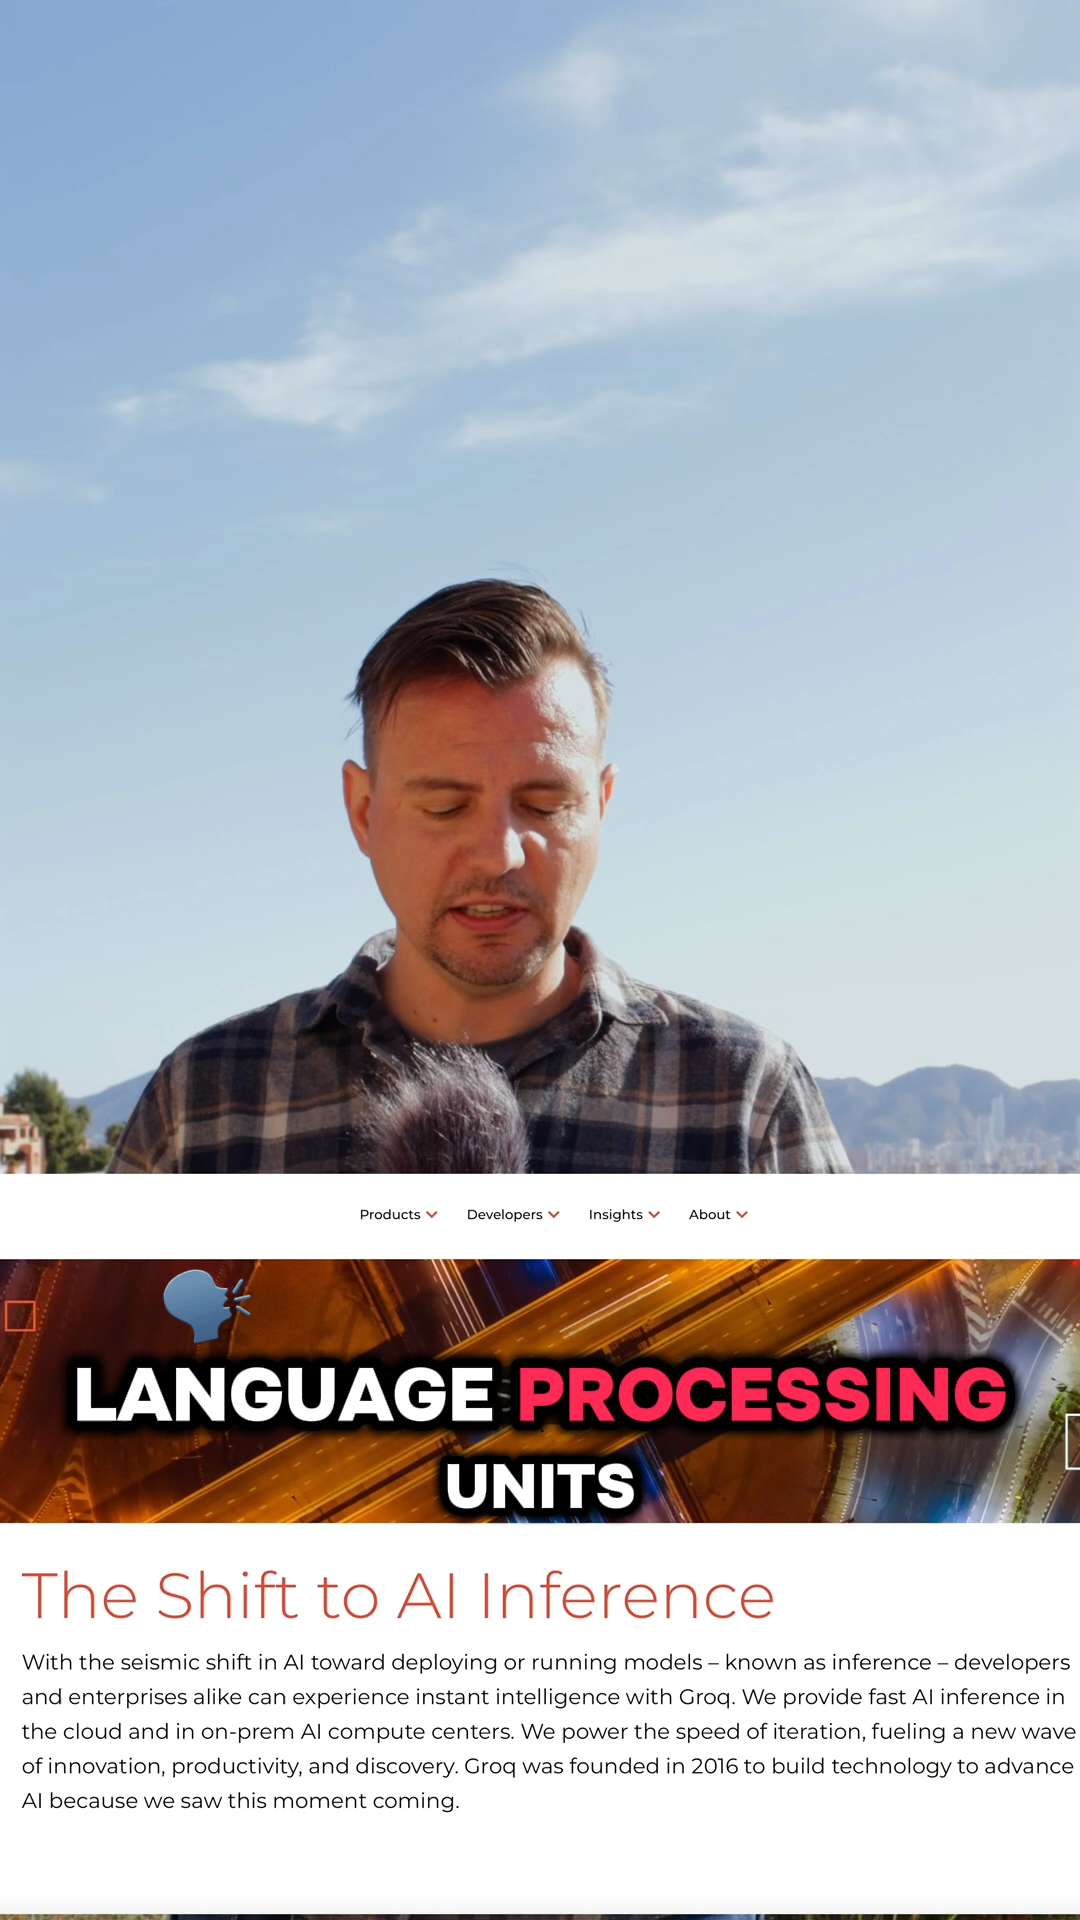 Products Developers Insights About
LANGUAGE PROCESSING
UNITS
The Shift to AI Inference
With the seismic shift in AI toward deploying or running models – known as inference – developers
and enterprises alike can experience instant intelligence with Groq. We provide fast AI inference in
the cloud and in on-prem AI compute centers. We power the speed of iteration, fueling a new wave
of innovation, productivity, and discovery. Groq was founded in 2016 to build technology to advance
AI because we saw this moment coming.